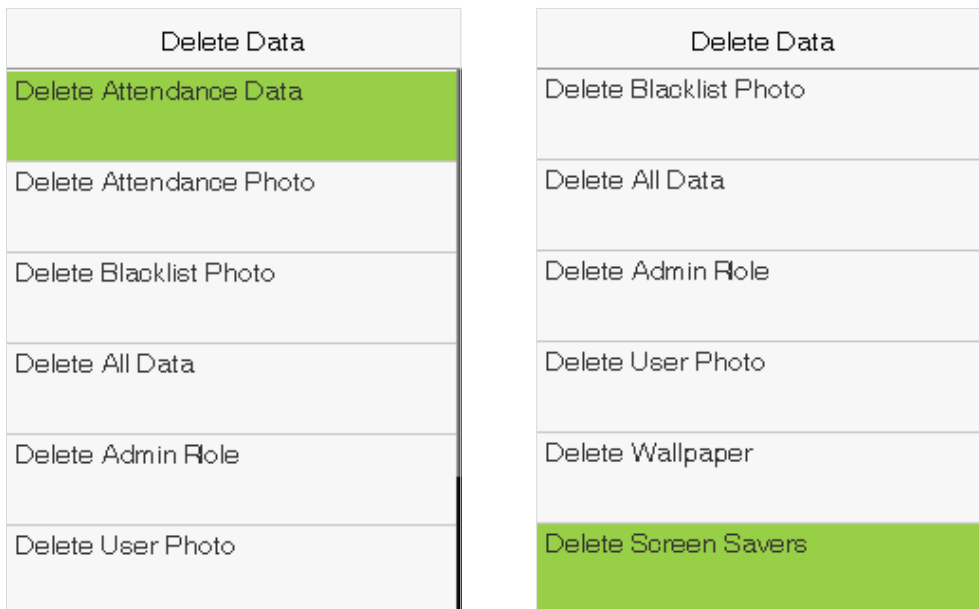 Delete Data
Delete Attendance Data
Delete Attendance Photo
Delete Blacklist Photo
Delete All Data
Delete Admin Role
Delete User Photo
Delete Data
Delete Blacklist Photo
Delete All Data
Delete Admin Role
Delete User Photo
Delete Wallpaper
Delete Screen Savers